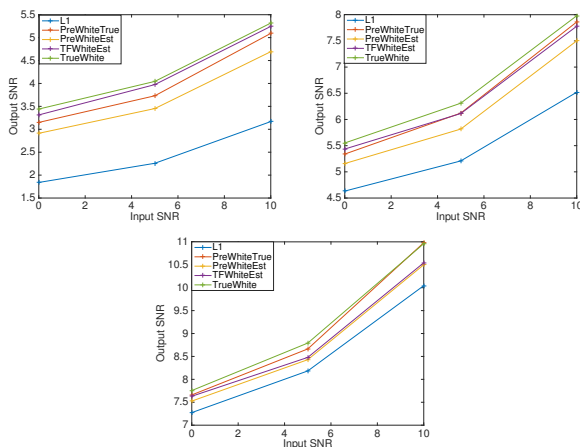 5.5
5
4.5
4
3.5
3
2.5
2
1.5
Output SNR
L1
PreWhiteTrue
PreWhiteEst
TFWhiteEst
TrueWhite
0 2 4 6 8 10
Input SNR
8
7.5
7
6.5
6
5.5
5
4.5
Output SNR
L1
PreWhiteTrue
PreWhiteEst
TFWhiteEst
TrueWhite
0 2 4 6 8 10
Input SNR
11
10.5
10
9.5
9
8.5
8
7.5
7
Output SNR
L1
PreWhiteTrue
PreWhiteEst
TFWhiteEst
TrueWhite
0 2 4 6 8 10
Input SNR